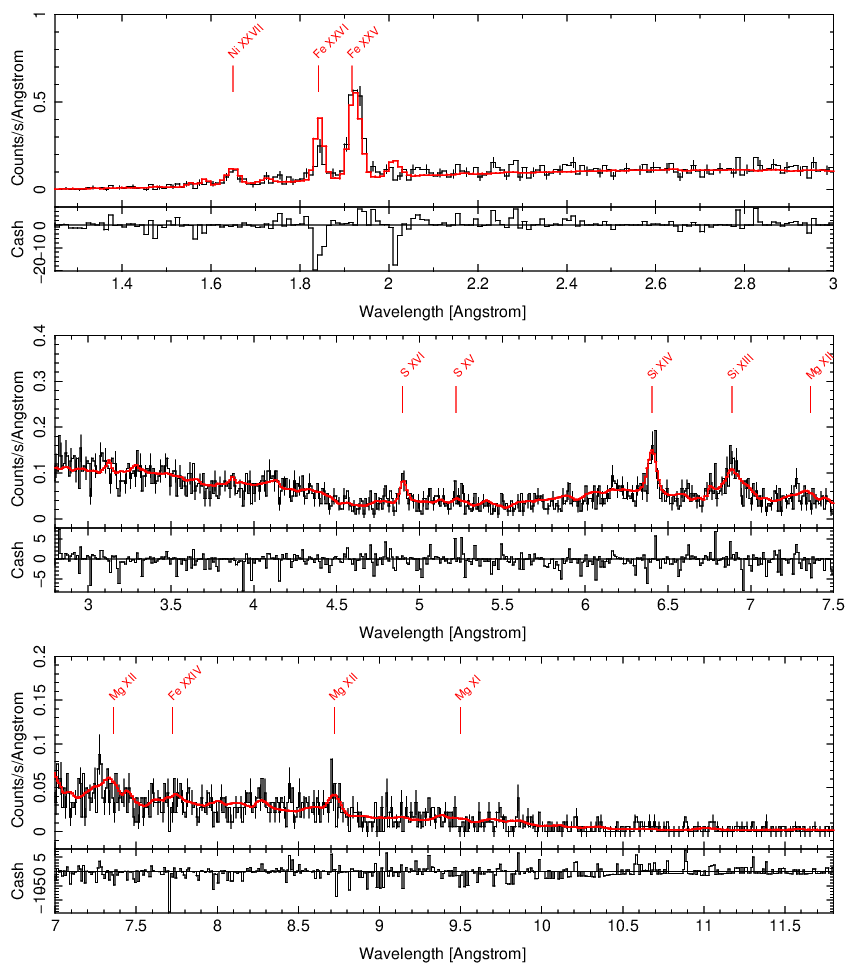 Ni XXVII Fe XXVI Fe XXV
Counts/s/Angstrom
0 0.5 1
Cash
−20 −10 0
1.4 1.6 1.8 2 2.2 2.4 2.6 2.8 3
Wavelength [Angstrom]
S XVI S XV Si XIV Si XIII
Counts/s/Angstrom
0 0.1 0.2 0.3 0.4
Cash
−5 0 5
3 3.5 4 4.5 5 5.5 6 6.5 7 7.5
Wavelength [Angstrom]
Mg XII Fe XXIV Mg XII Mg XI
Counts/s/Angstrom
0 0.05 0.1 0.15 0.2
Cash
−10 −5 0 5
7 7.5 8 8.5 9 9.5 10 10.5 11 11.5
Wavelength [Angstrom]